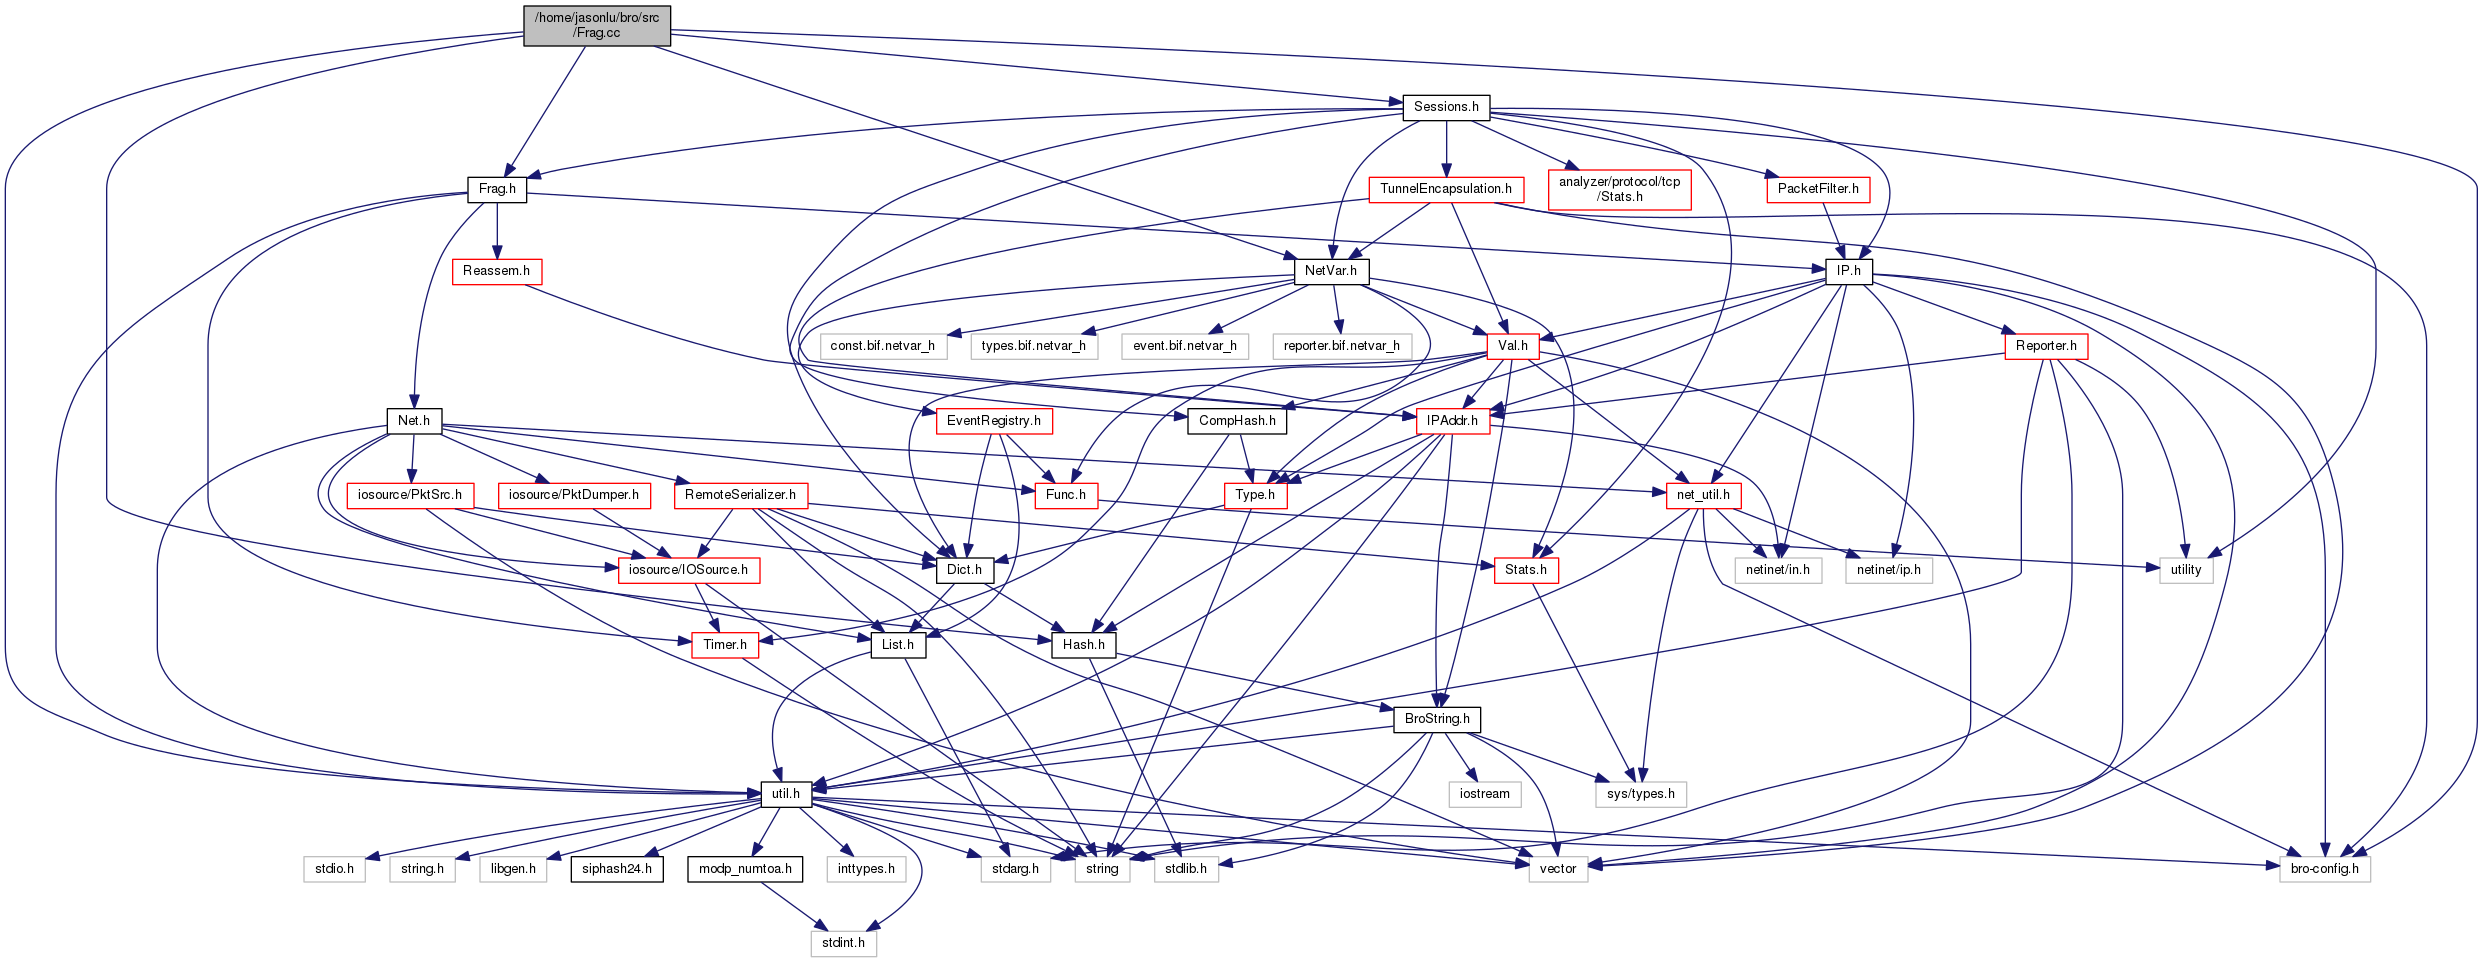 /home/jasonlu/bro/src
/Frag.cc
Sessions.h
Frag.h
TunnelEncapsulation.h
analyzer/protocol/tcp
/Stats.h
PacketFilter.h
Reassem.h
NetVar.h
IP.h
const.bif.netvar_h
types.bif.netvar_h
event.bif.netvar_h
reporter.bif.netvar_h
Val.h
Reporter.h
Net.h
EventRegistry.h
CompHash.h
IPAddr.h
iosource/PktSrc.h
iosource/PktDumper.h
RemoteSerializer.h
Func.h
Type.h
net_util.h
iosource/IOSource.h
Dict.h
Stats.h
netinet/in.h
netinet/ip.h
utility
Timer.h
List.h
Hash.h
BroString.h
util.h
iostream
sys/types.h
stdio.h
string.h
libgen.h
siphash24.h
modp_numtoa.h
inttypes.h
stdarg.h
string
stdlib.h
vector
bro-config.h
stdint.h